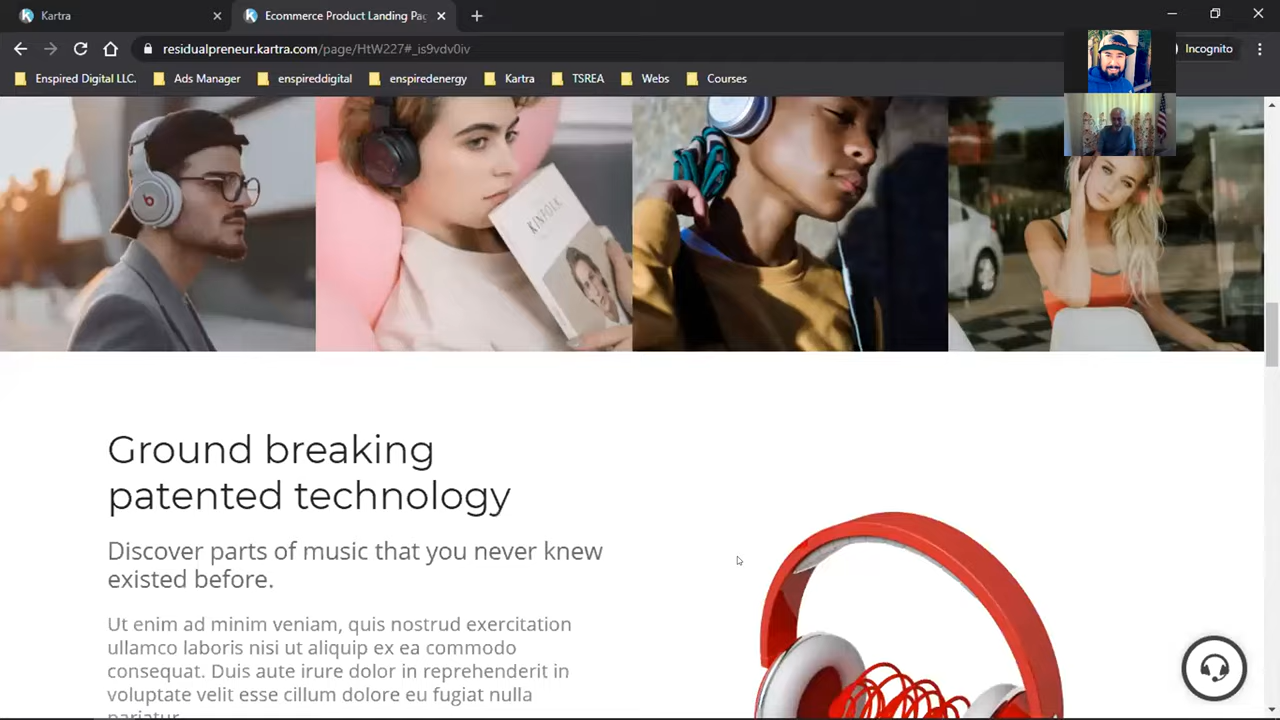 Kartra
Ecommerce Product Landing Pag
residualpreneur.kartra.com/page/HtW227#_is9vdv0iv
Incognito
Enspired Digital LLC.
Ads Manager
enspireddigital
enspiredenergy
Kartra
TSREA
Webs
Courses
KINFOLK
Ground breaking
patented technology
Discover parts of music that you never knew
existed before.
Ut enim ad minim veniam, quis nostrud exercitation
ullamco laboris nisi ut aliquip ex ea commodo
consequat. Duis aute irure dolor in reprehenderit in
voluptate velit esse cillum dolore eu fugiat nulla
pariatur.